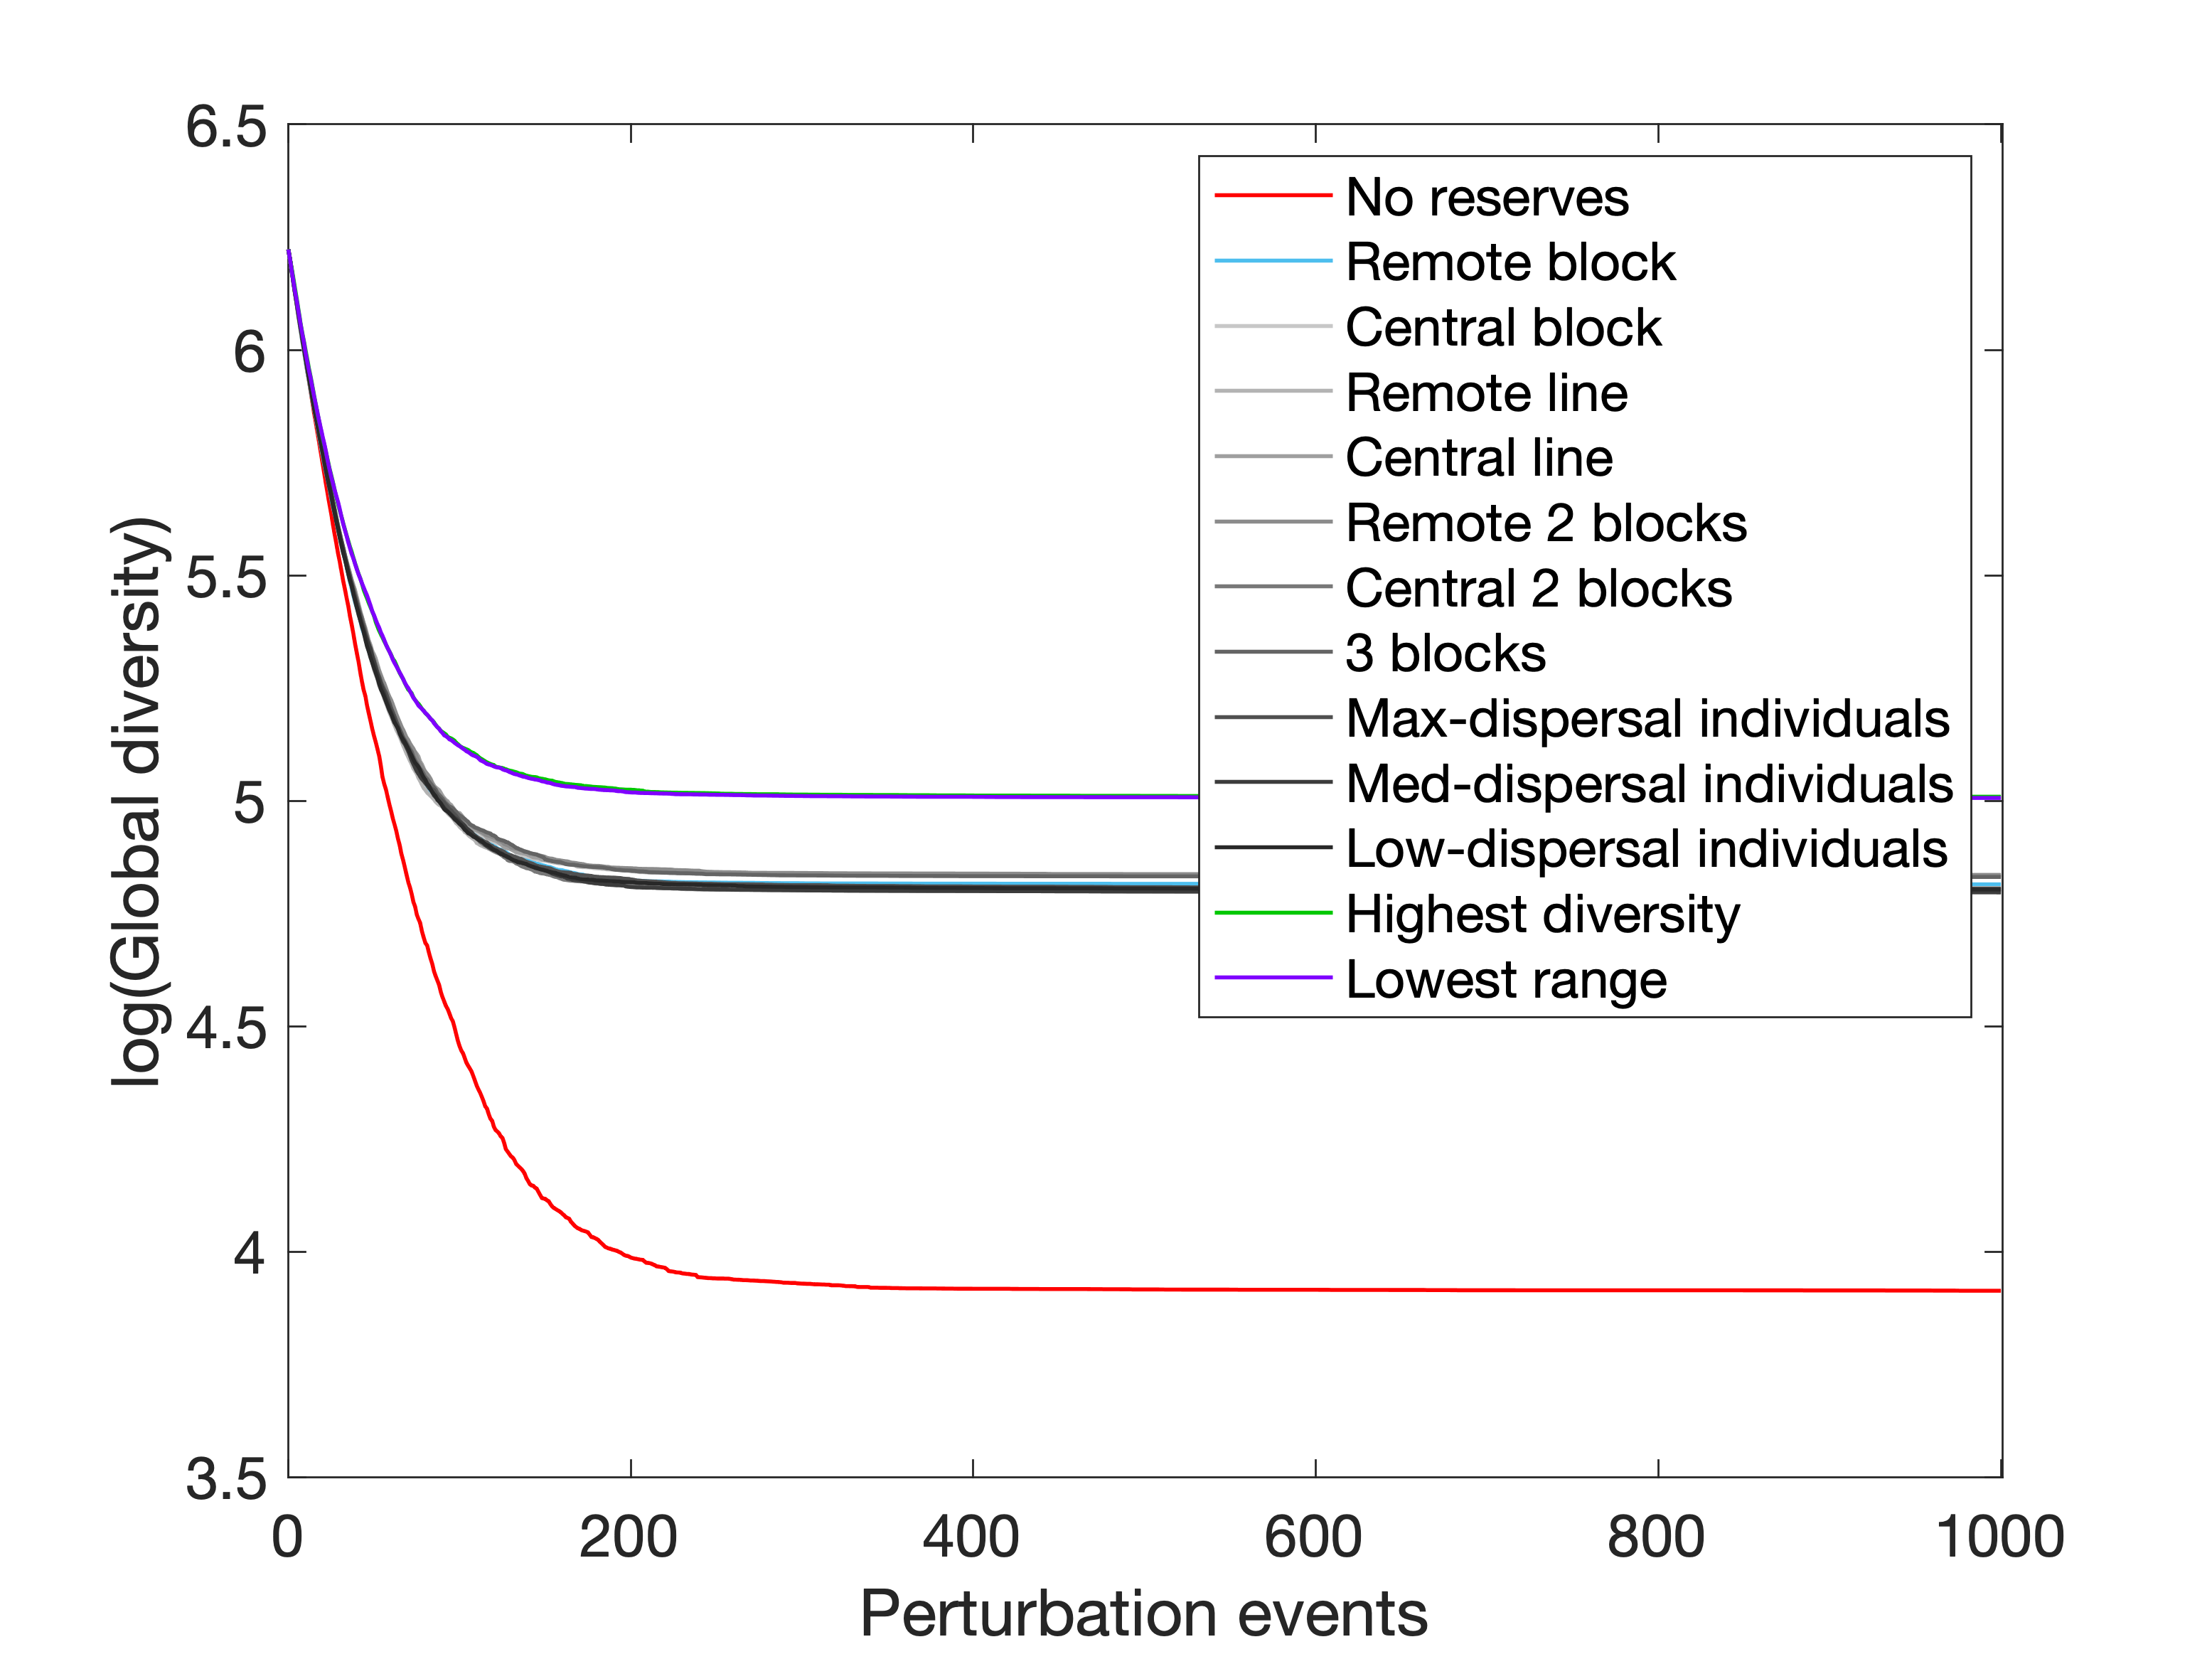 6.5
6
5.5
5
4.5
4
3.5
log(Global diversity)
No reserves
Remote block
Central block
Remote line
Central line
Remote 2 blocks
Central 2 blocks
3 blocks
Max-dispersal individuals
Med-dispersal individuals
Low-dispersal individuals
Highest diversity
Lowest range
0 200 400 600 800 1000
Perturbation events